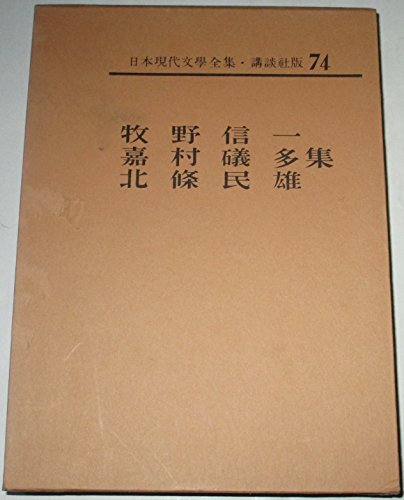 日本現代文學全集・講談社版 74
牧野信一
嘉村礒多集
北條民雄